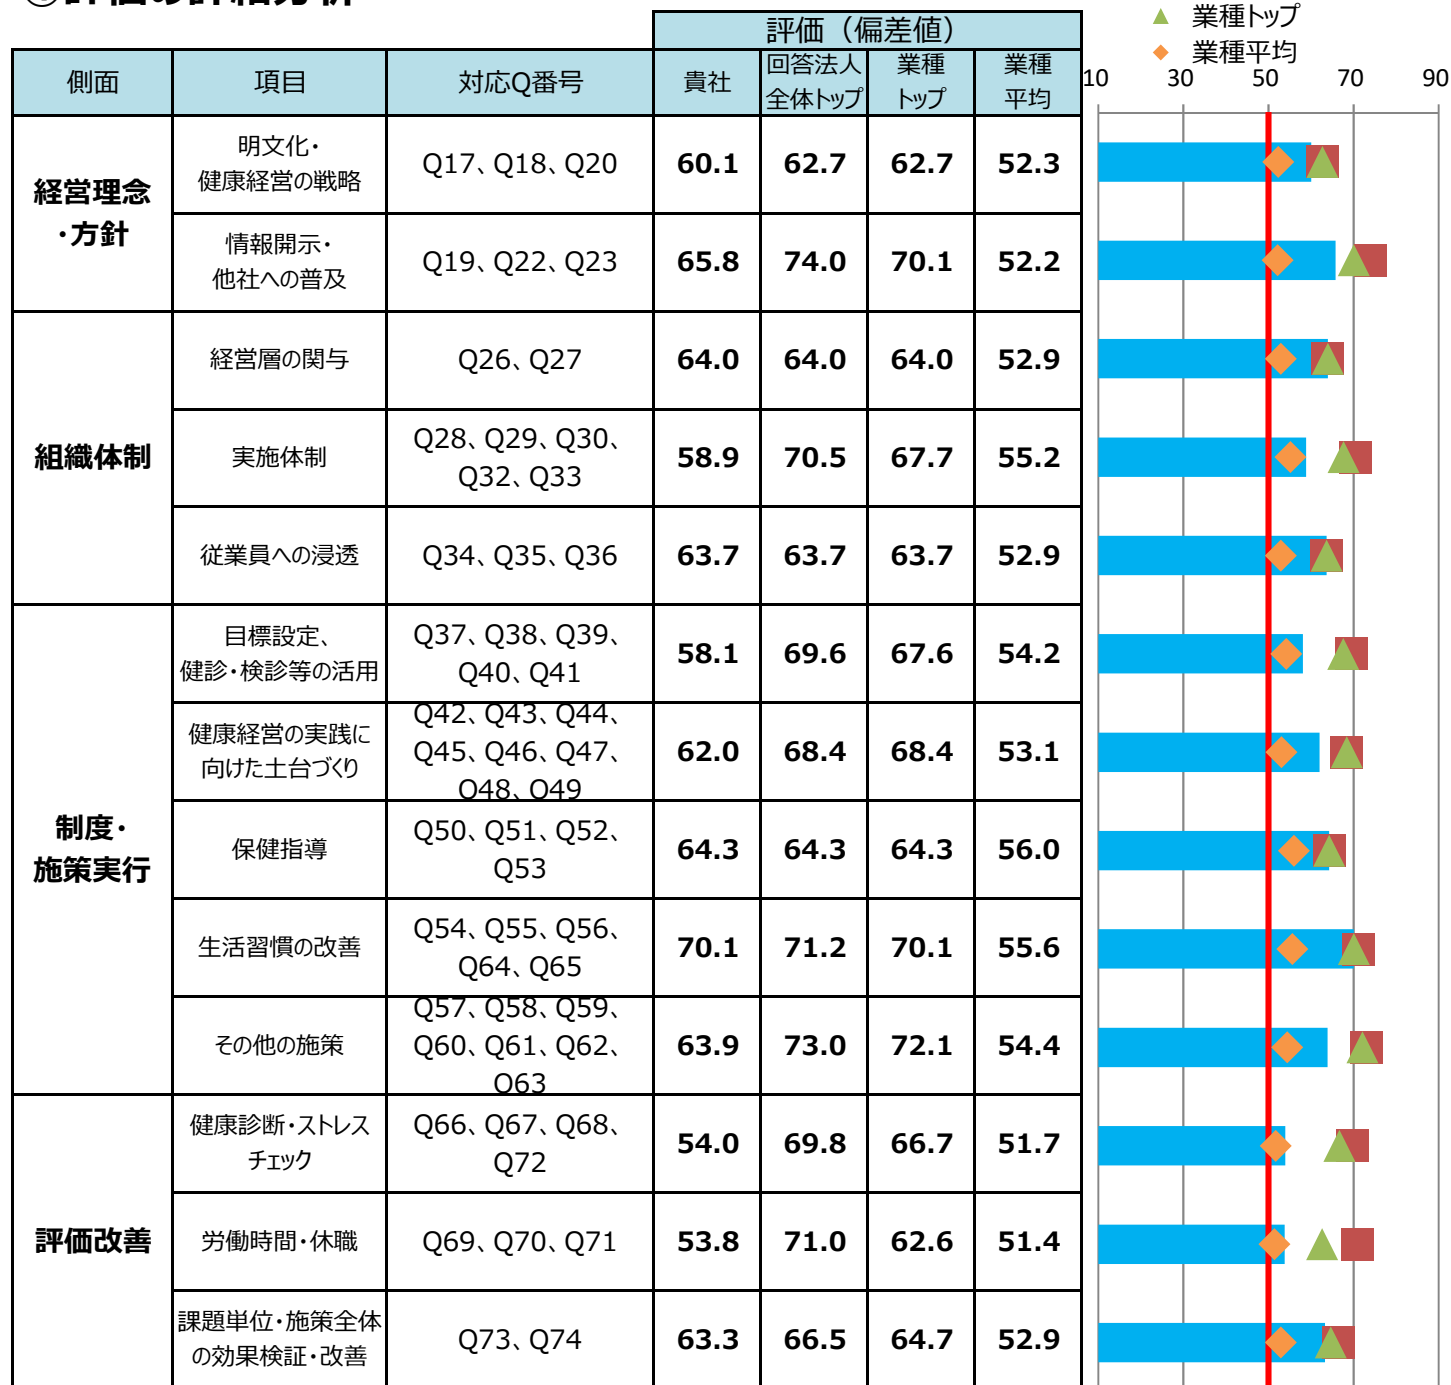 ①評価の詳細分析
▲ 業種トップ
◆ 業種平均
評価（偏差値）
側面 項目 対応Q番号 貴社 回答法人 業種 業種
全体トップ トップ 平均
10 30 50 70 90
経営理念
・方針
明文化・
健康経営の戦略
Q17、Q18、Q20 60.1 62.7 62.7 52.3
情報開示・
他社への普及
Q19、Q22、Q23 65.8 74.0 70.1 52.2
組織体制
経営層の関与 Q26、Q27 64.0 64.0 64.0 52.9
実施体制
Q28、Q29、Q30、
Q32、Q33
58.9 70.5 67.7 55.2
従業員への浸透 Q34、Q35、Q36 63.7 63.7 63.7 52.9
制度・
施策実行
目標設定、
健診・検診等の活用
Q37、Q38、Q39、
Q40、Q41
58.1 69.6 67.6 54.2
健康経営の実践に
向けた土台づくり
Q42、Q43、Q44、
Q45、Q46、Q47、
Q48、Q49
62.0 68.4 68.4 53.1
保健指導
Q50、Q51、Q52、
Q53
64.3 64.3 64.3 56.0
生活習慣の改善
Q54、Q55、Q56、
Q64、Q65
70.1 71.2 70.1 55.6
その他の施策
Q57、Q58、Q59、
Q60、Q61、Q62、
Q63
63.9 73.0 72.1 54.4
評価改善
健康診断・ストレス
チェック
Q66、Q67、Q68、
Q72
54.0 69.8 66.7 51.7
労働時間・休職 Q69、Q70、Q71 53.8 71.0 62.6 51.4
課題単位・施策全体
の効果検証・改善
Q73、Q74 63.3 66.5 64.7 52.9